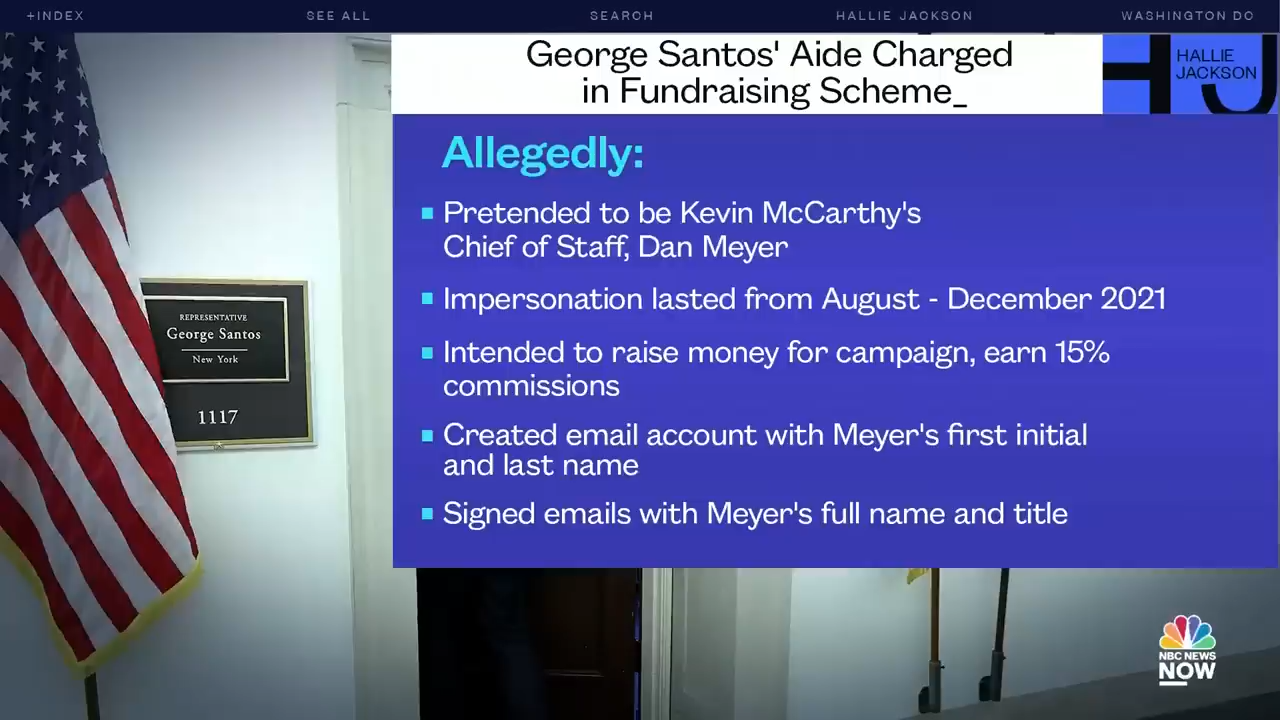 +INDEX
SEE ALL
SEARCH
HALLIE JACKSON
WASHINGTON DC
George Santos' Aide Charged
in Fundraising Scheme_
HALLIE
JACKSON
Allegedly:
Pretended to be Kevin McCarthy's
Chief of Staff, Dan Meyer
Impersonation lasted from August - December 2021
Intended to raise money for campaign, earn 15%
commissions
Created email account with Meyer's first initial
and last name
Signed emails with Meyer's full name and title
REPRESENTATIVE
George Santos
New York
1117
NBC NEWS
NOW